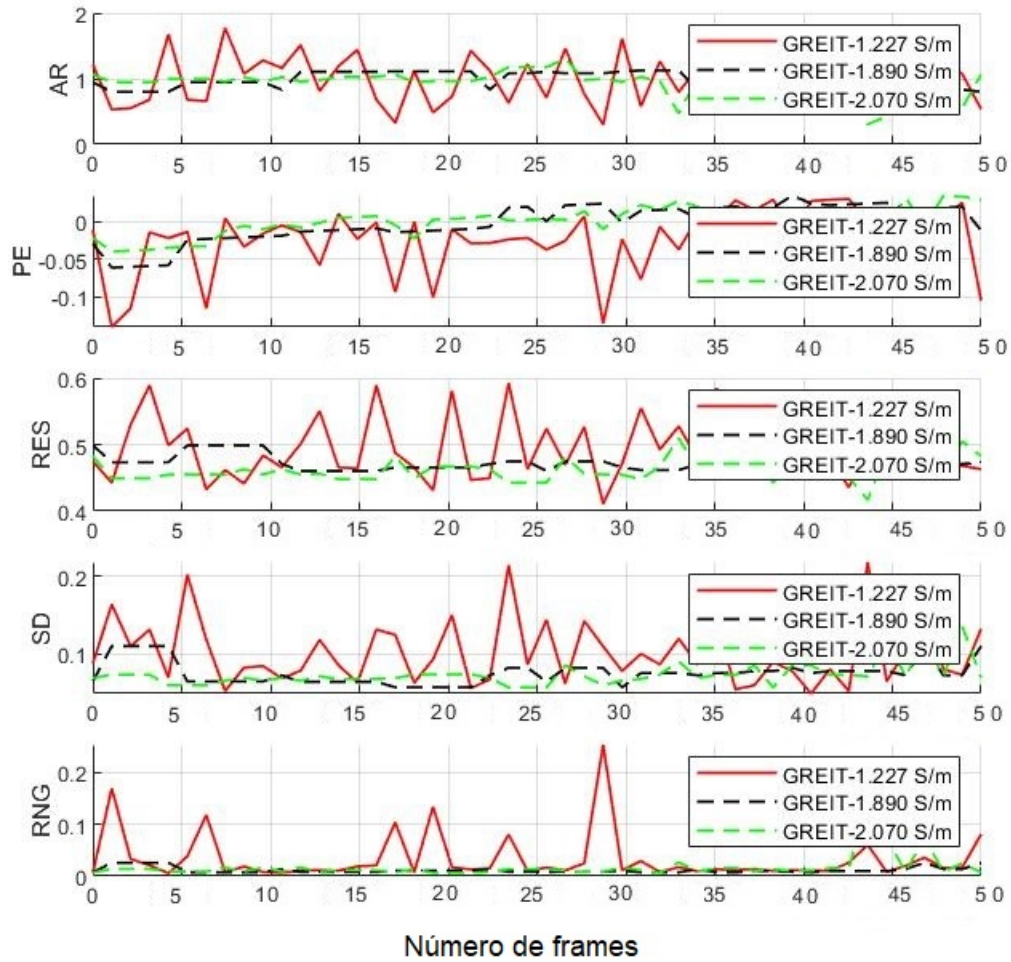 2
1
0
AR
GREIT-1.227 S/m
GREIT-1.890 S/m
GREIT-2.070 S/m
0 5 10 15 20 25 30 35 40 45 50
0
-0.05
-0.1
PE
GREIT-1.227 S/m
GREIT-1.890 S/m
GREIT-2.070 S/m
0 5 10 15 20 25 30 35 40 45 50
0.6
0.5
0.4
RES
GREIT-1.227 S/m
GREIT-1.890 S/m
GREIT-2.070 S/m
0 5 10 15 20 25 30 35 40 45 50
0.2
0.1
SD
GREIT-1.227 S/m
GREIT-1.890 S/m
GREIT-2.070 S/m
0 5 10 15 20 25 30 35 40 45 50
0.2
0.1
0
RNG
GREIT-1.227 S/m
GREIT-1.890 S/m
GREIT-2.070 S/m
0 5 10 15 20 25 30 35 40 45 50
Número de frames